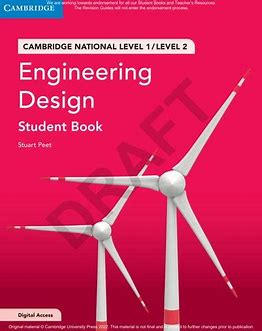 We are working towards endorsement for all our Student Books and Teacher's Resources.
The Revision Guides will not enter the endorsement process.
CAMBRIDGE
CAMBRIDGE NATIONAL LEVEL 1/LEVEL 2
Engineering
Design
Student Book
Stuart Peet
DRAFT
Digital Access
Original material © Cambridge University Press 2022. This material is not final and is subject to further changes prior to publication